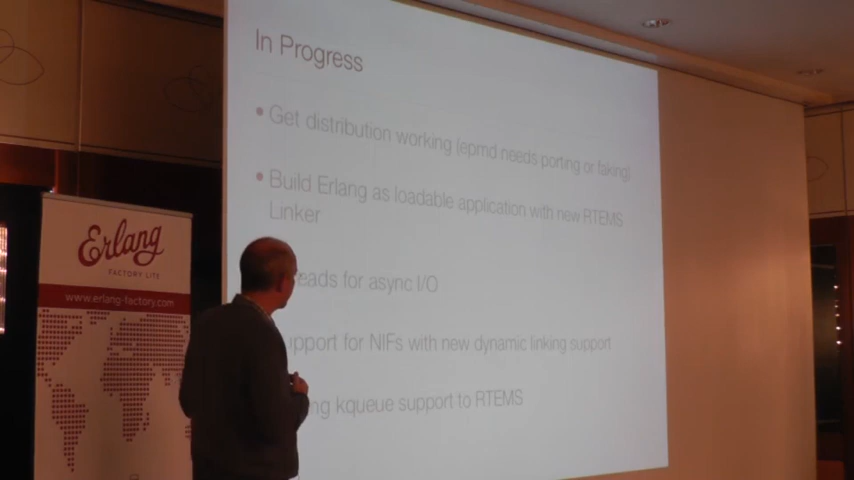 In Progress
• Get distribution working (epmd needs porting or faking)
• Build Erlang as loadable application with new RTEMS
Linker
eads for async I/O
upport for NIFs with new dynamic linking support
ng kqueue support to RTEMS
Erlang
FACTORY LITE
www.erlang-factory.com